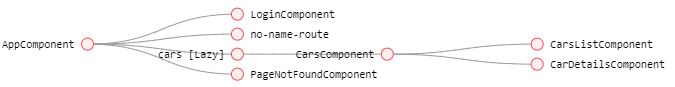 LoginComponent
no-name-route
AppComponent
cars [Lazy]
CarsComponent
CarsListComponent
CarDetailsComponent
PageNotFoundComponent